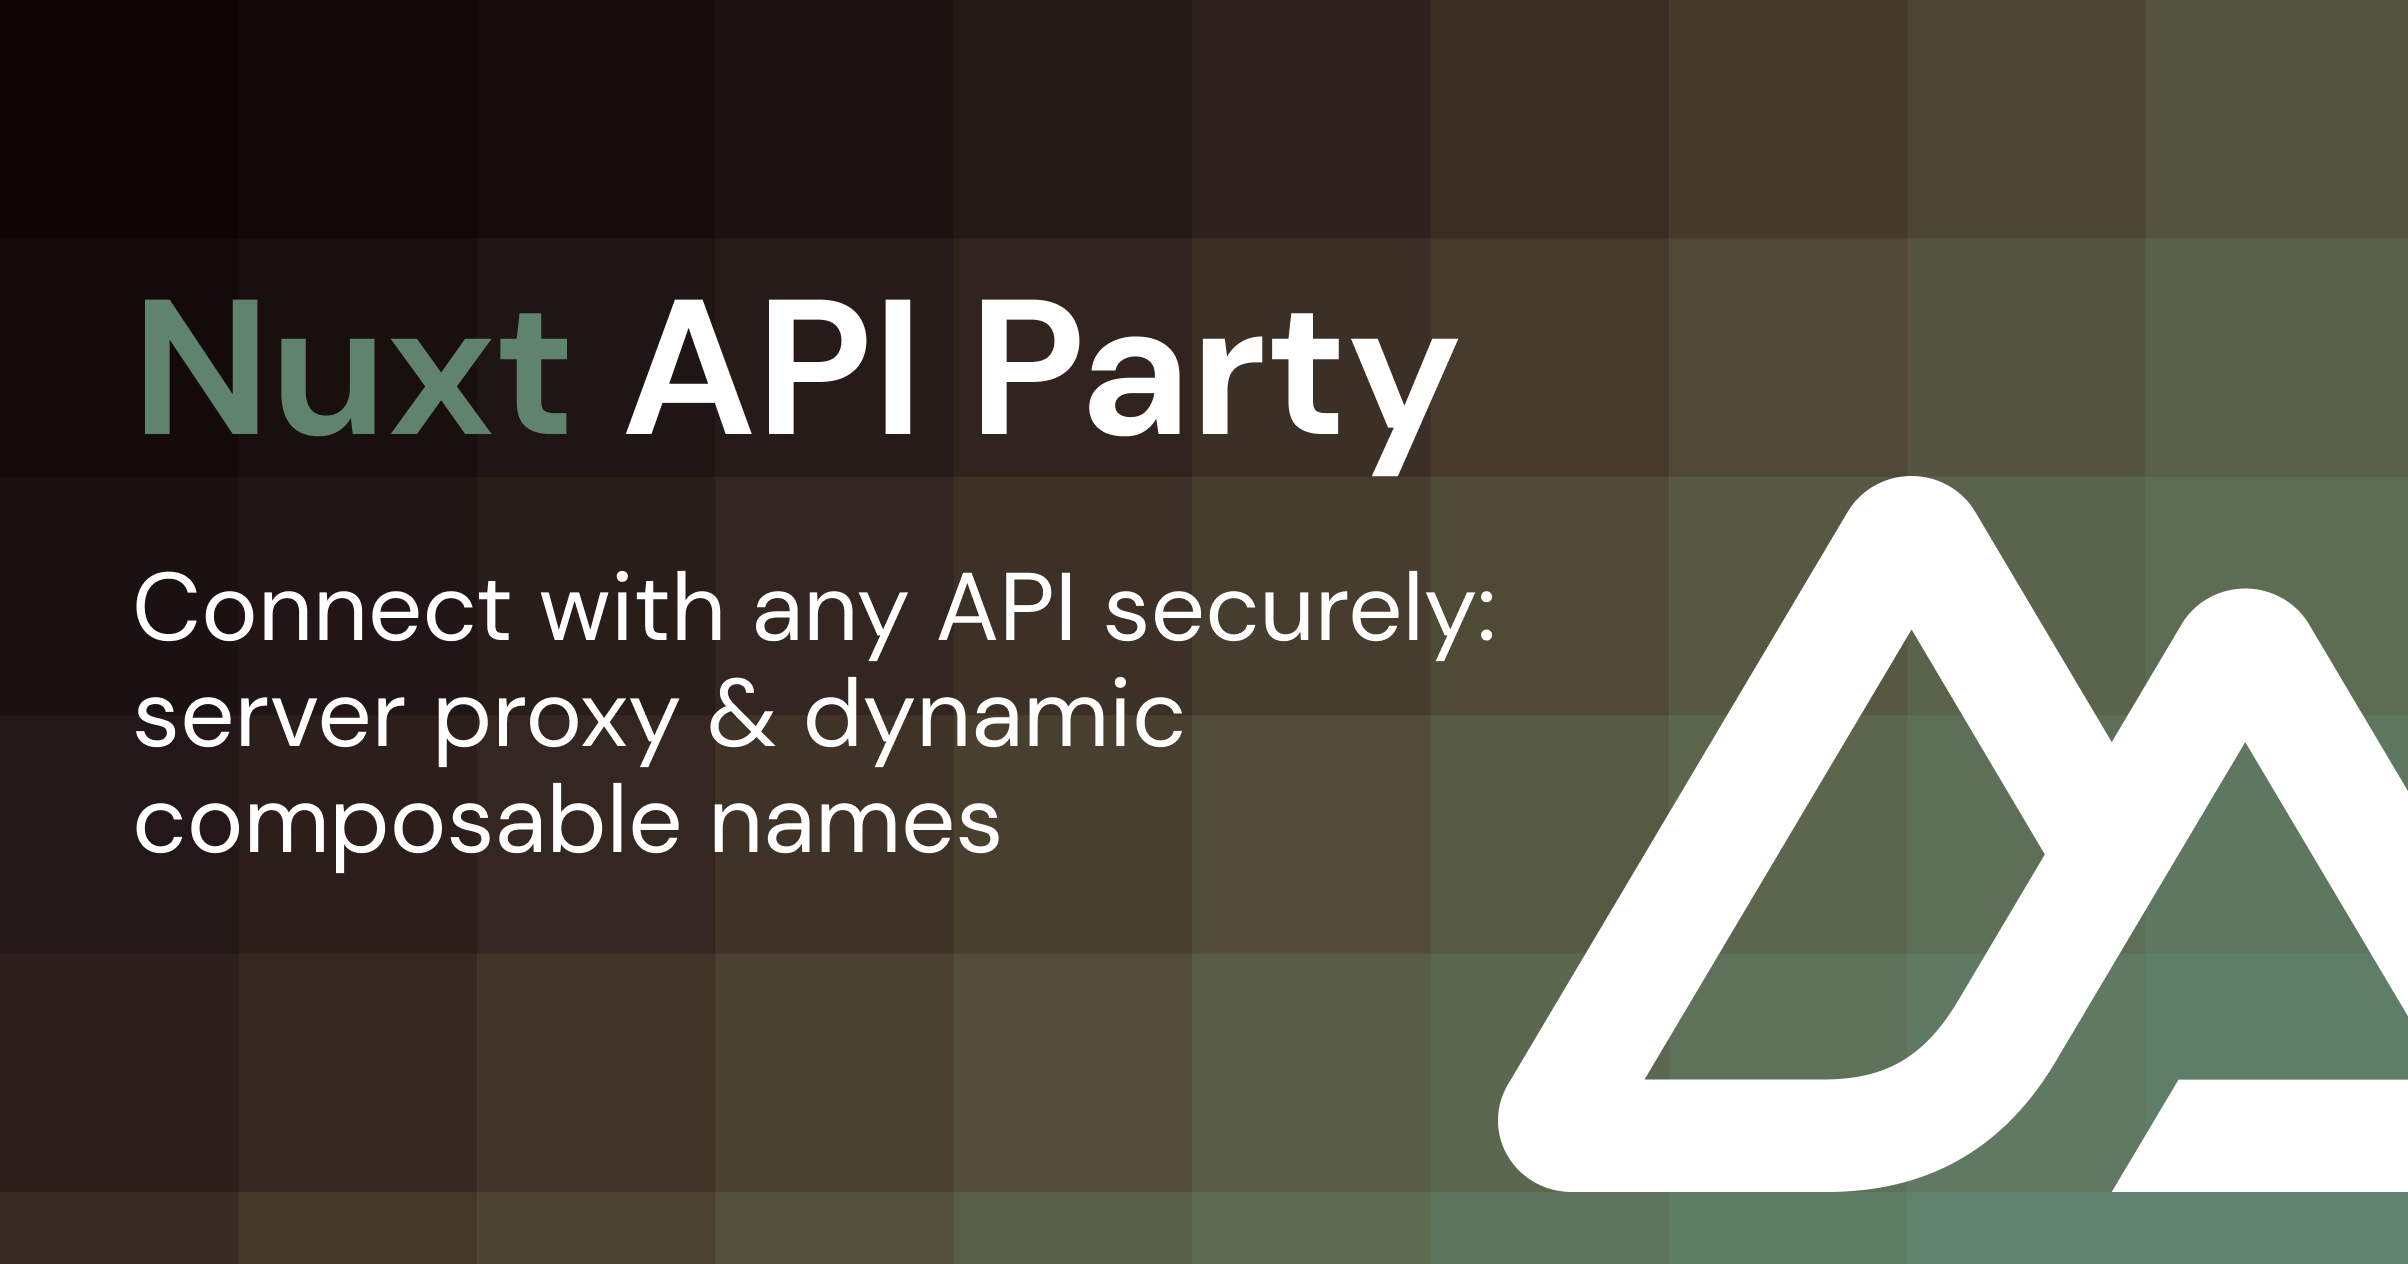 Nuxt API Party
Connect with any API securely:
server proxy & dynamic
composable names